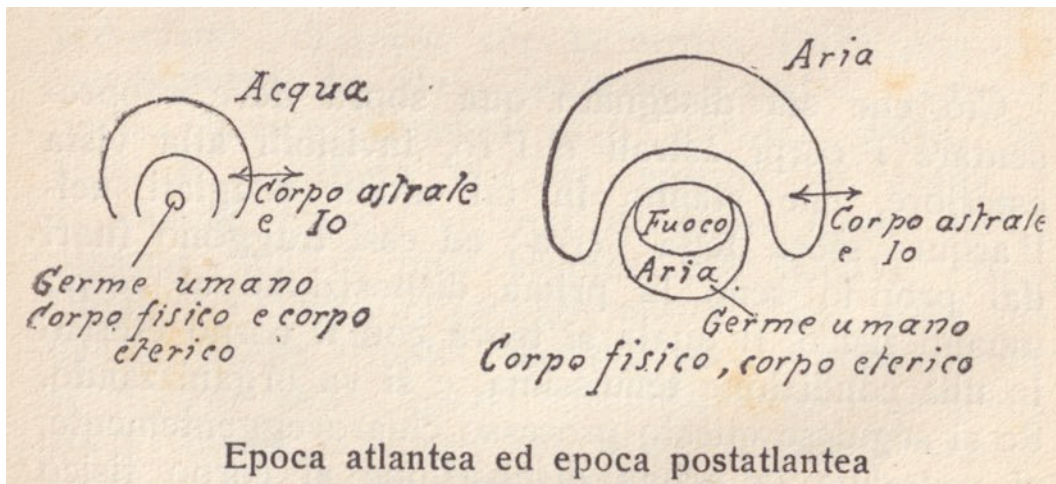 Acqua
Corpo astrale
e Io
Germe umano
Corpo fisico e corpo
eterico
Aria
Fuoco
Aria
Corpo astrale
e Io
Germe umano
Corpo fisico, corpo eterico
Epoca atlantea ed epoca postatlantea